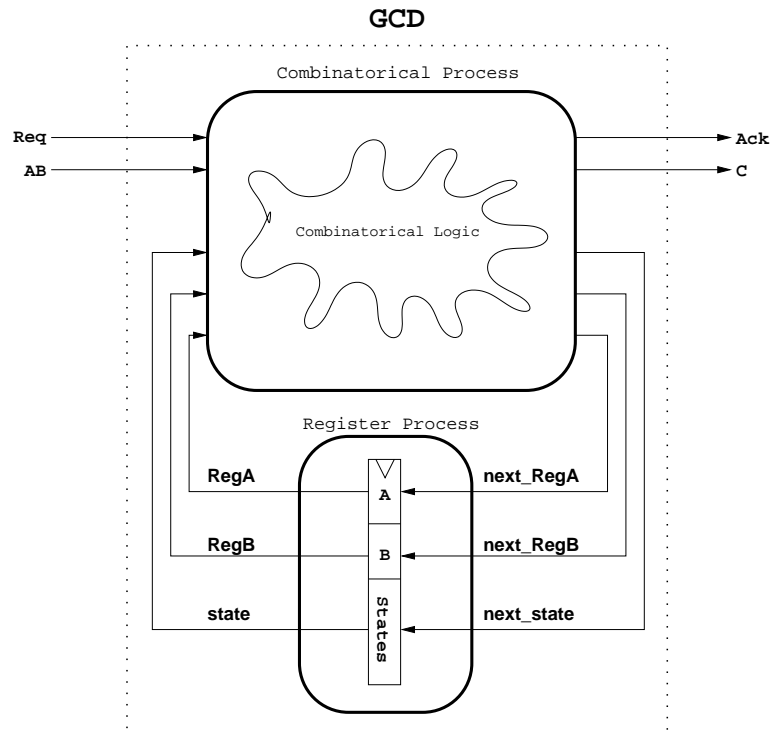 GCD
Combinatorical Process
Req
Ack
AB
C
Combinatorical Logic
Register Process
RegA
A
next_RegA
RegB
B
next_RegB
state
States
next_state